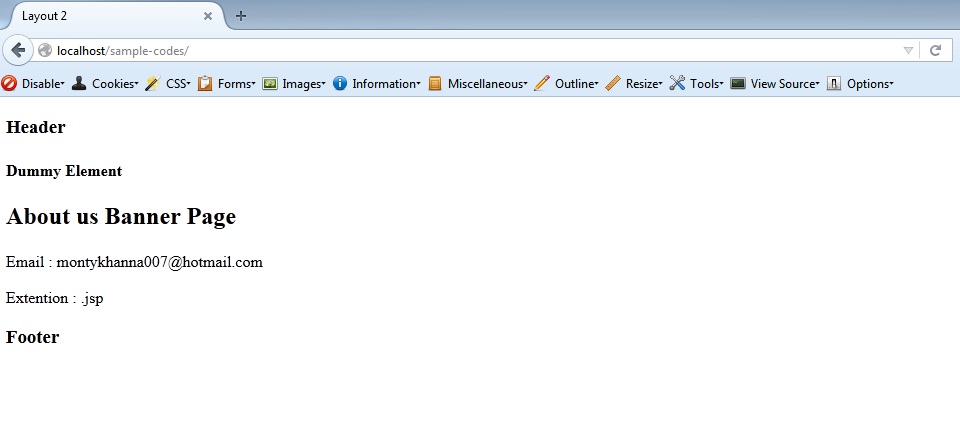 Layout 2
localhost/sample-codes/
Disable Cookies CSS Forms Images Information Miscellaneous Outline Resize Tools View Source Options
Header
Dummy Element
About us Banner Page
Email : montykhanna007@hotmail.com
Extention : .jsp
Footer